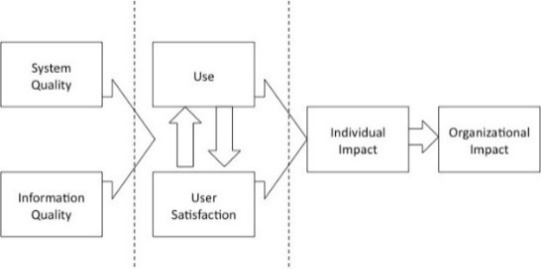 System
Quality
Information
Quality
Use
User
Satisfaction
Individual
Impact
Organizational
Impact